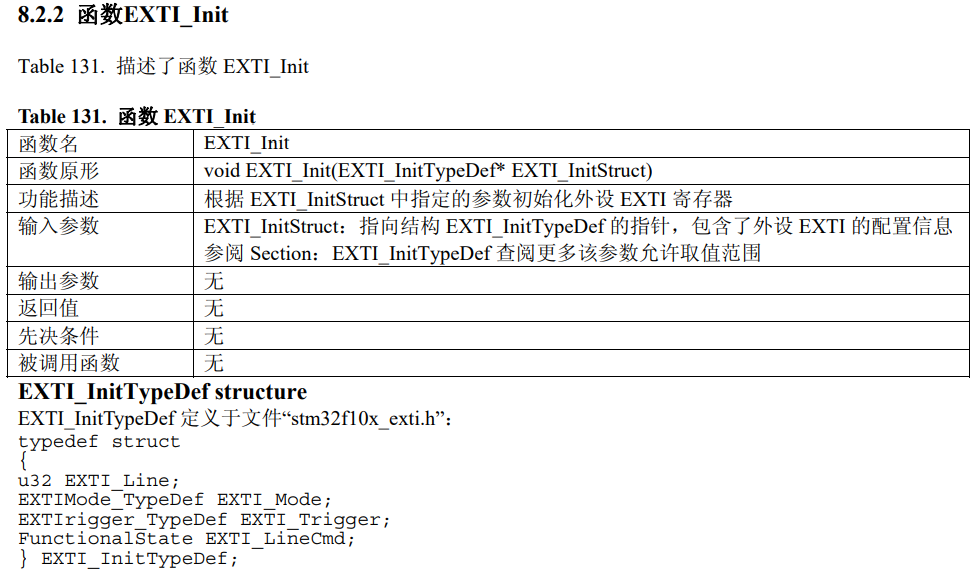 8.2.2 函数EXTI_Init
Table 131. 描述了函数 EXTI_Init
Table 131. 函数 EXTI_Init
函数名 EXTI_Init
函数原形 void EXTI_Init(EXTI_InitTypeDef* EXTI_InitStruct)
功能描述 根据 EXTI_InitStruct 中指定的参数初始化外设 EXTI 寄存器
输入参数 EXTI_InitStruct：指向结构 EXTI_InitTypeDef 的指针，包含了外设 EXTI 的配置信息
参阅 Section：EXTI_InitTypeDef 查阅更多该参数允许取值范围
输出参数 无
返回值 无
先决条件 无
被调用函数 无
EXTI_InitTypeDef structure
EXTI_InitTypeDef 定义于文件“stm32f10x_exti.h”：
typedef struct
{
u32 EXTI_Line;
EXTIMode_TypeDef EXTI_Mode;
EXTIrigger_TypeDef EXTI_Trigger;
FunctionalState EXTI_LineCmd;
} EXTI_InitTypeDef;